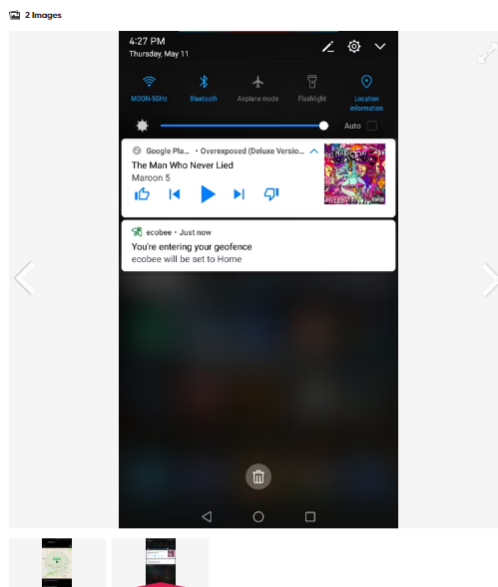 2 Images
4:27 PM
Thursday, May 11
MOON-5GHz
Bluetooth
Airplane mode
Flashlight
Location
information
Auto
Google Pla... • Overexposed (Deluxe Versio...
The Man Who Never Lied
Maroon 5
ecobee • Just now
You're entering your geofence
ecobee will be set to Home